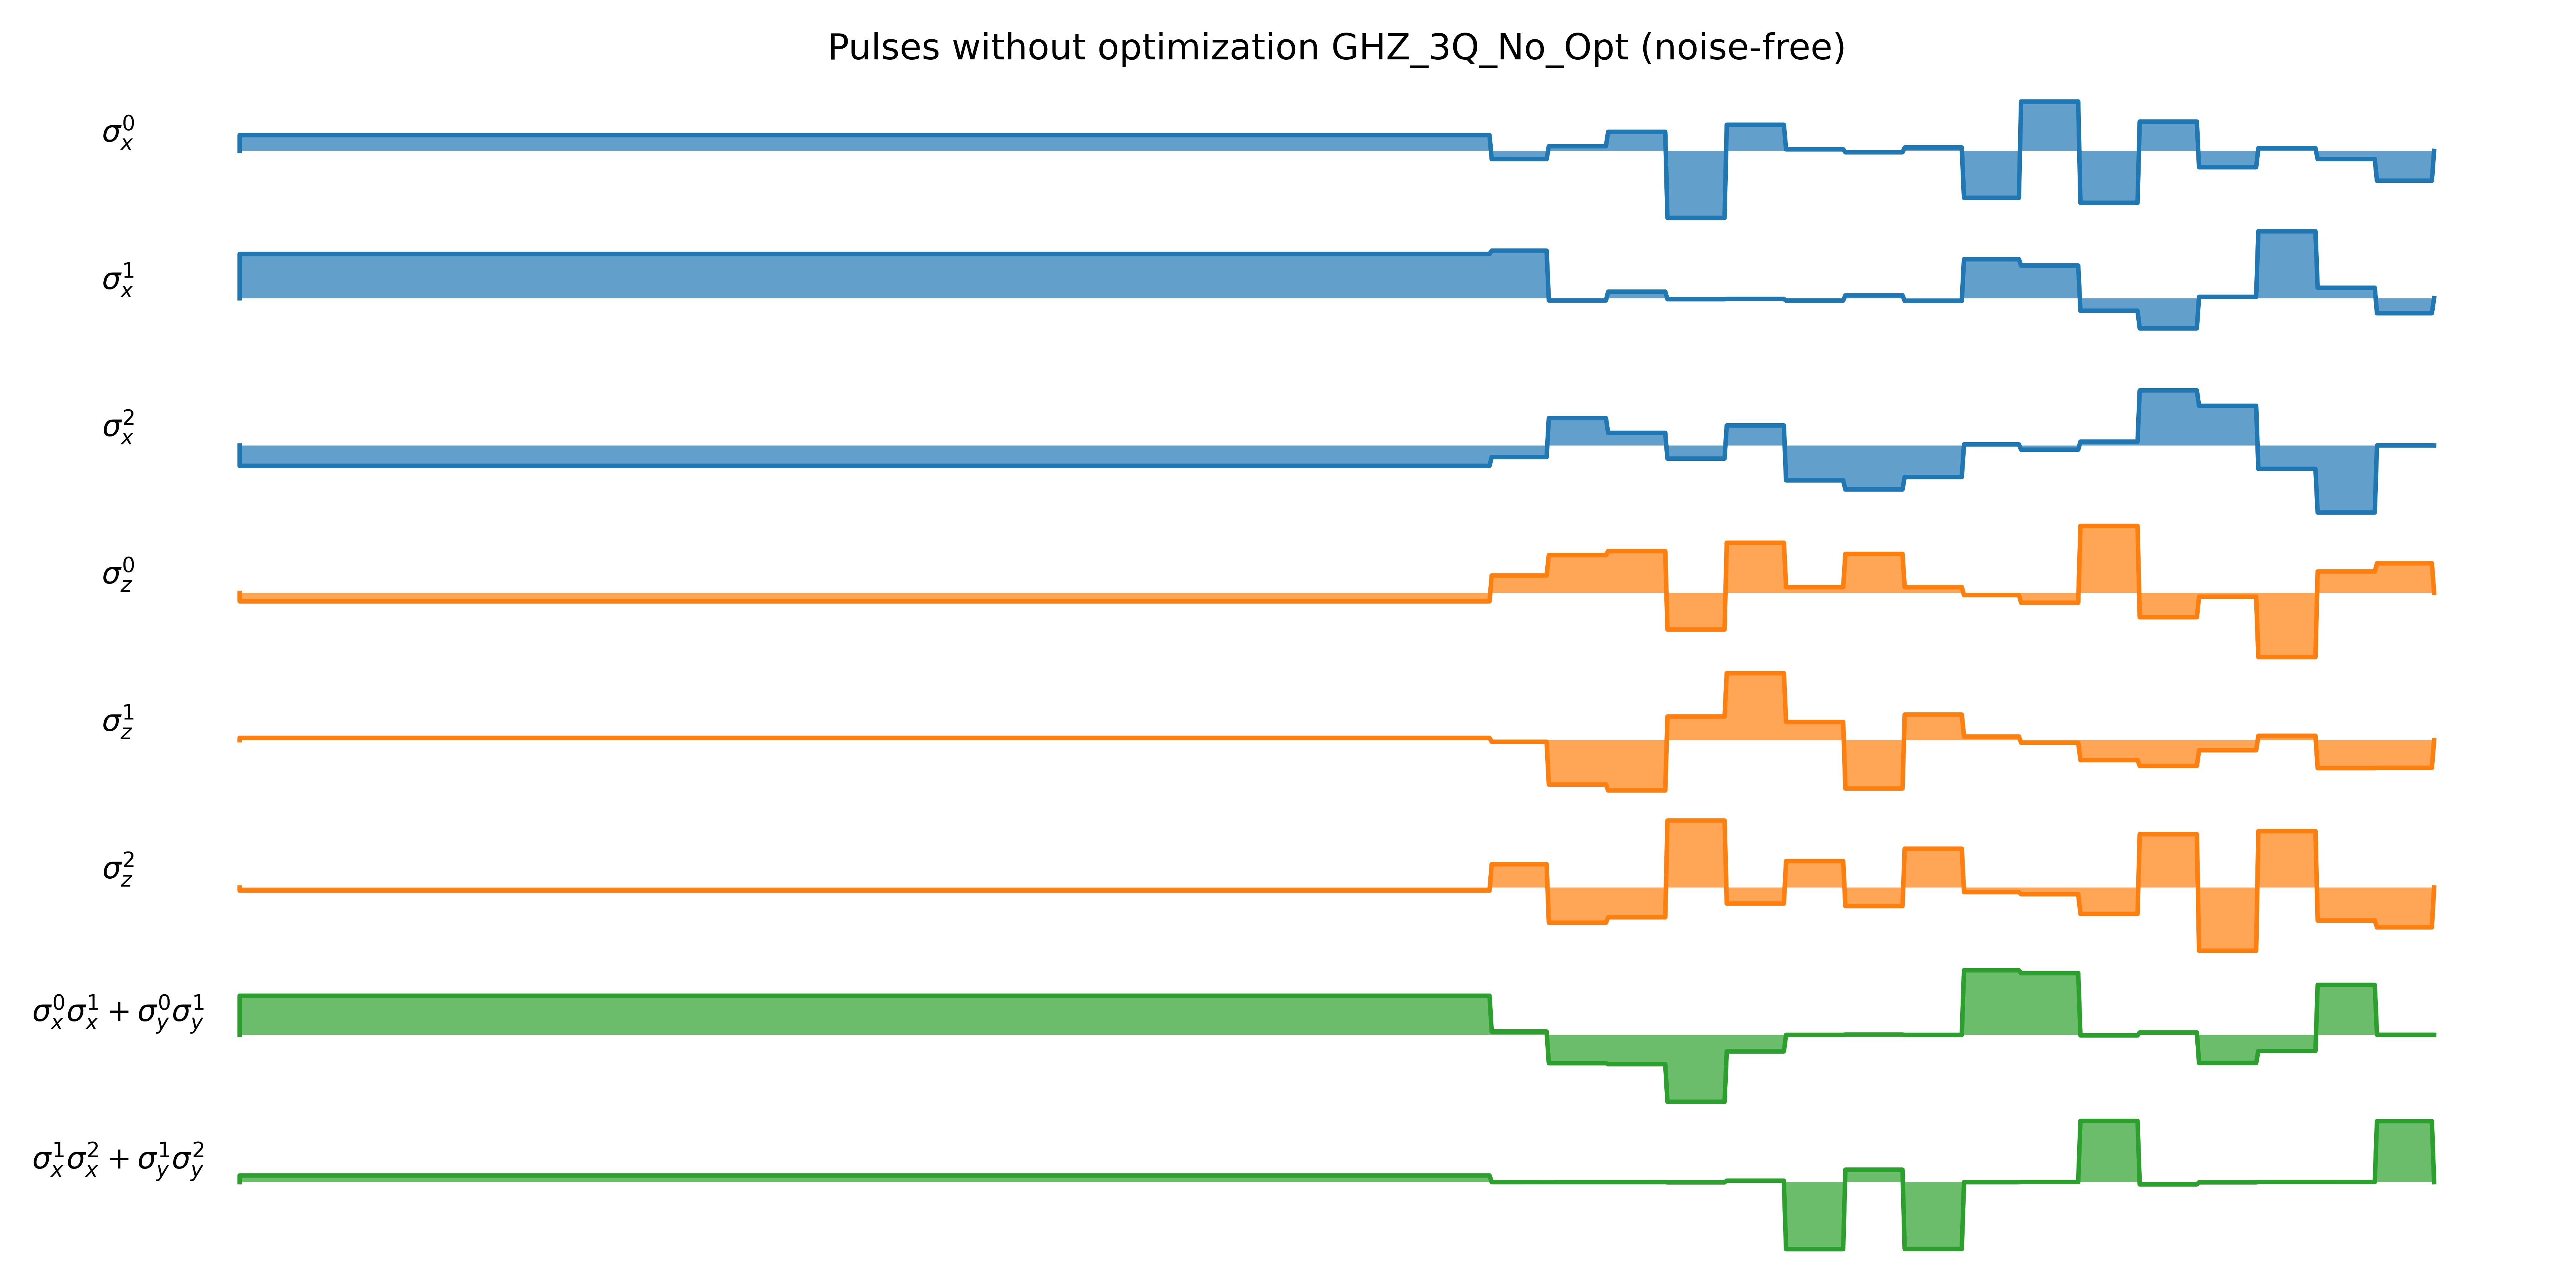 Pulses without optimization GHZ_3Q_No_Opt (noise-free)
σ_x^0
σ_x^1
σ_x^2
σ_z^0
σ_z^1
σ_z^2
σ_x^0σ_x^1 + σ_y^0σ_y^1
σ_x^1σ_x^2 + σ_y^1σ_y^2